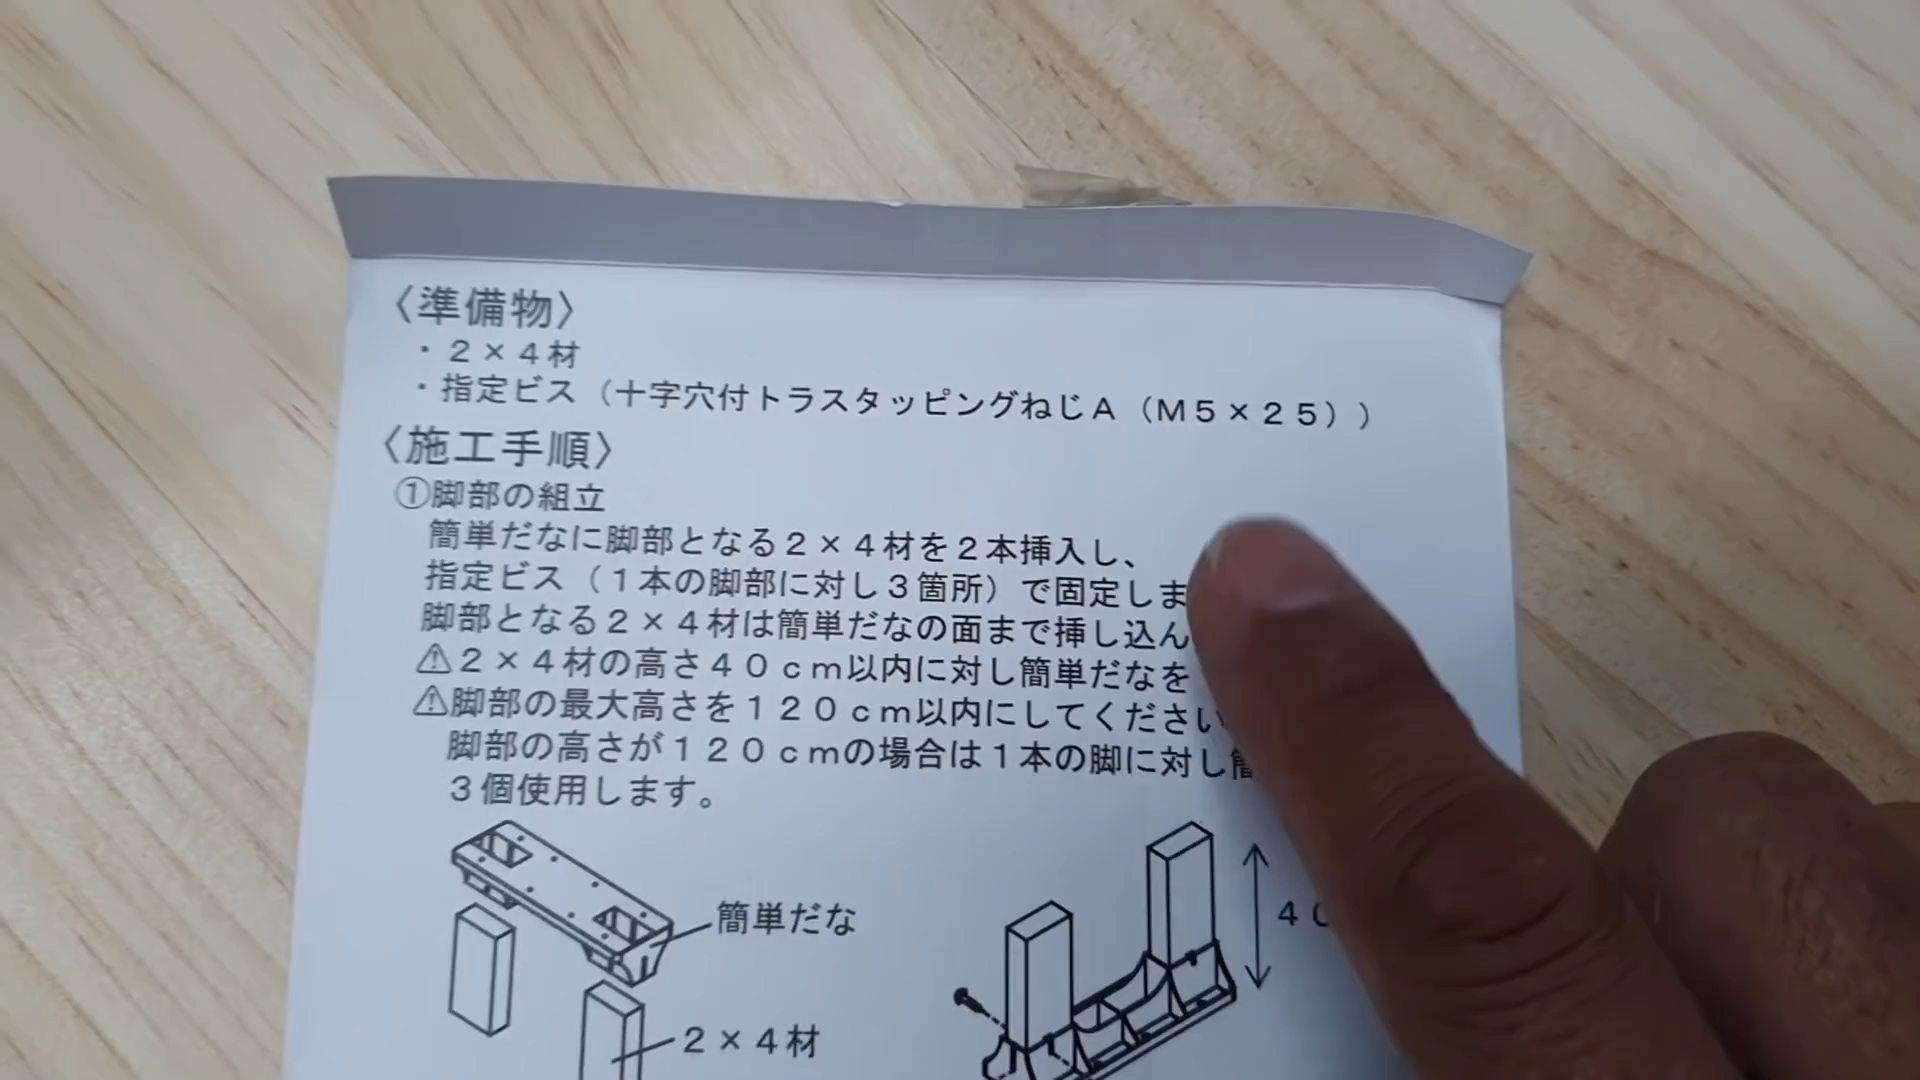 〈準備物〉
・２×４材
・指定ビス（十字穴付トラスタッピングねじＡ（Ｍ５×２５））
〈施工手順〉
①脚部の組立
簡単だなに脚部となる２×４材を２本挿入し、
指定ビス（１本の脚部に対し３箇所）で固定しま
脚部となる２×４材は簡単だなの面まで挿し込ん
⚠２×４材の高さ４０ｃｍ以内に対し簡単だなを
⚠脚部の最大高さを１２０ｃｍ以内にしてください
脚部の高さが１２０ｃｍの場合は１本の脚に対し簡
３個使用します。
簡単だな
４０
２×４材